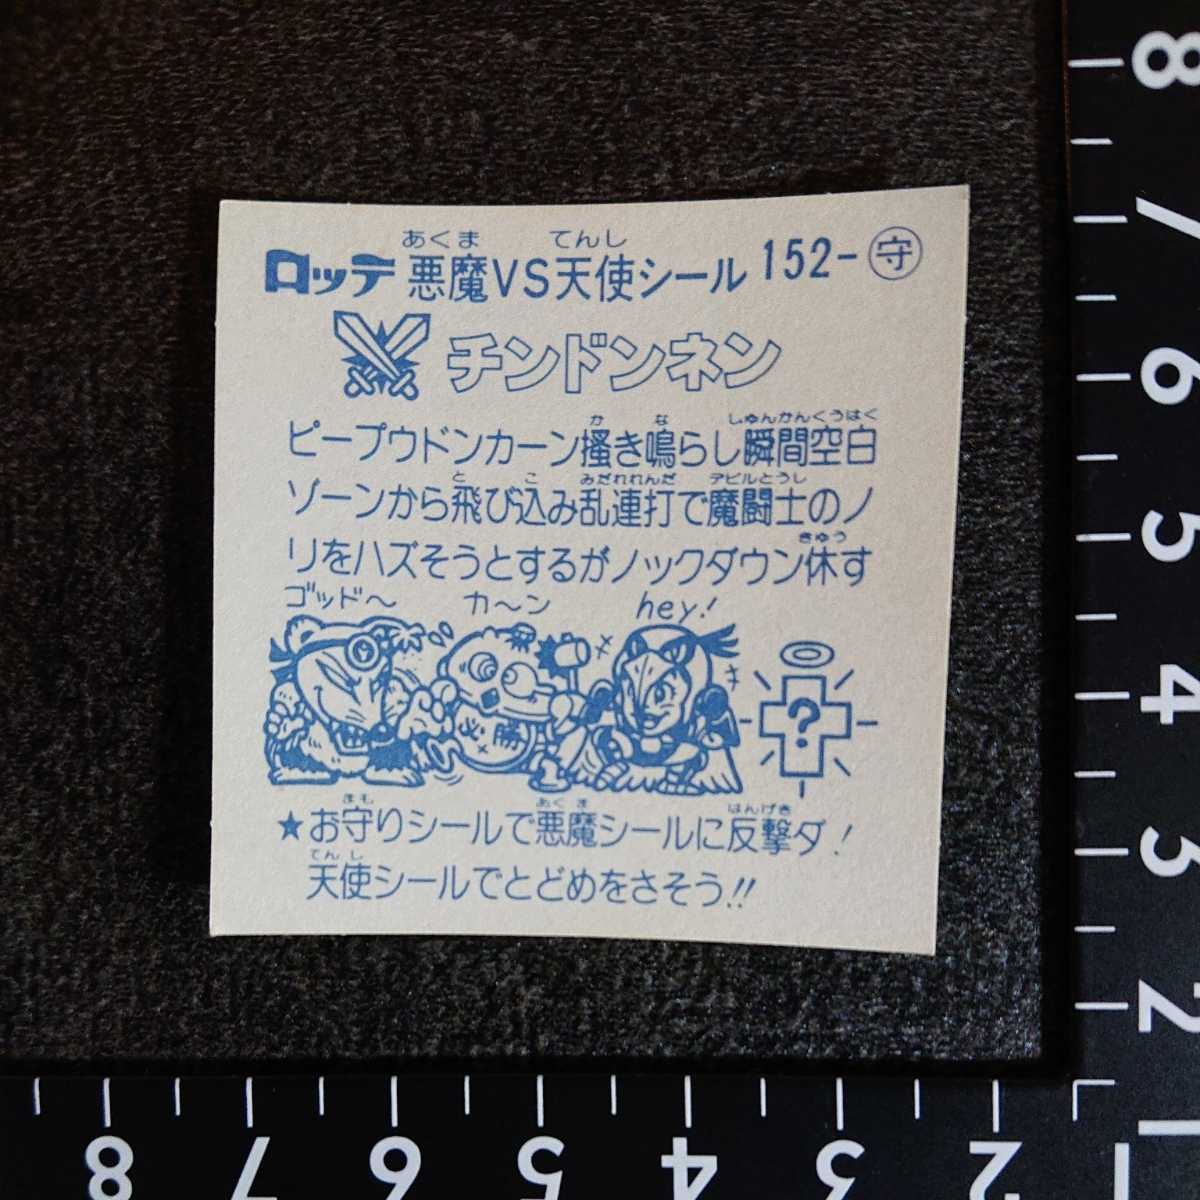 あくま てんし
ロッテ 悪魔VS天使シール 152-守
チンドンネン
か な しゅんかんくうはく
ピープゥドンカーン掻き鳴らし瞬間空白
と こ みだれれんだ デビルとうし
ゾーンから飛び込み乱連打で魔闘士のノ
きゅう
リをハズそうとするがノックダウン休す
ゴッド〜 カ〜ン hey!
必勝
?
まも あくま はんげき
★お守りシールで悪魔シールに反撃ダ!
てんし
天使シールでとどめをさそう!!
8
7
6
5
4
3
2
1
8 7 6 5 4 3 2